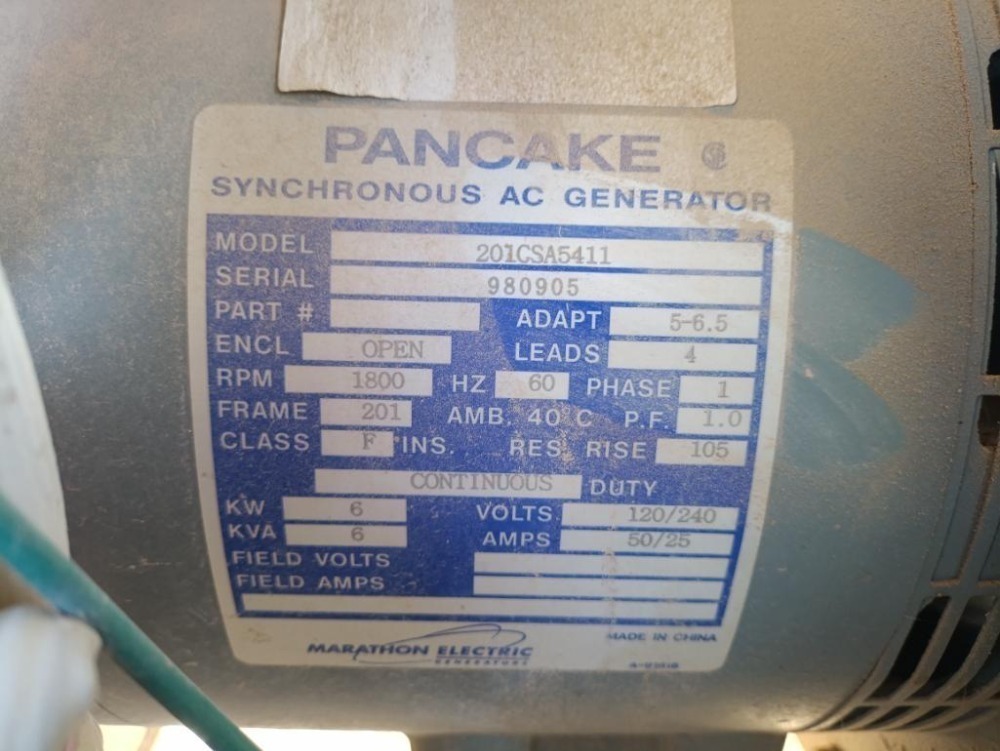 PANCAKE
SYNCHRONOUS AC GENERATOR
MODEL 201CSA5411
SERIAL 980905
PART # ADAPT 5-6.5
ENCL OPEN LEADS 4
RPM 1800 HZ 60 PHASE 1
FRAME 201 AMB. 40 C P.F. 1.0
CLASS F INS. RES RISE 105
CONTINUOUS DUTY
KW 6 VOLTS 120/240
KVA 6 AMPS 50/25
FIELD VOLTS
FIELD AMPS
MADE IN CHINA
MARATHON ELECTRIC
GENERATORS